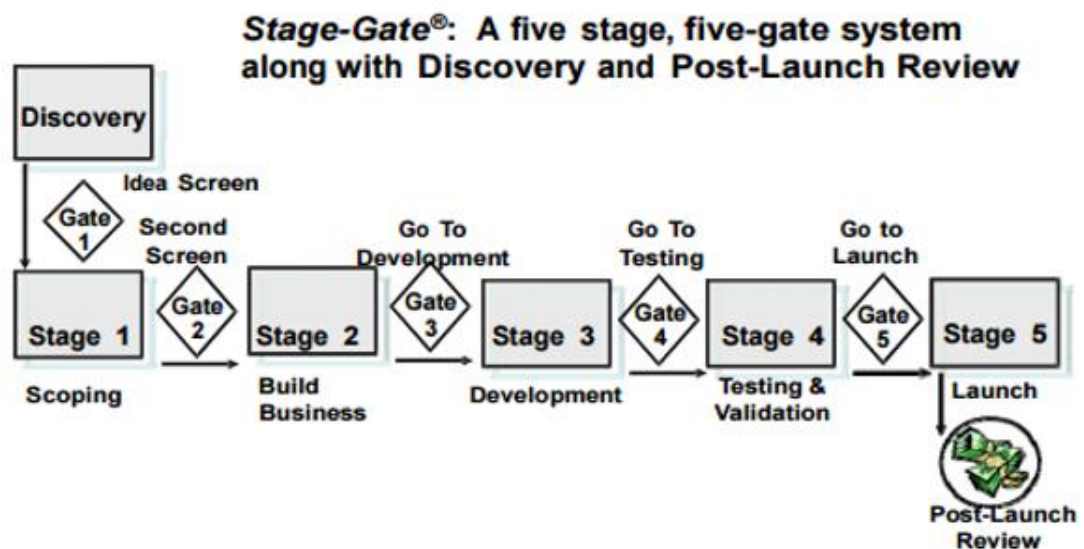 Stage-Gate®: A five stage, five-gate system
along with Discovery and Post-Launch Review
Discovery
Idea Screen
Gate
1
Second
Screen
Go To
Development
Go To
Testing
Go to
Launch
Stage 1
Gate
2
Stage 2
Gate
3
Stage 3
Gate
4
Stage 4
Gate
5
Stage 5
Scoping
Build
Business
Development
Testing &
Validation
Launch
Post-Launch
Review